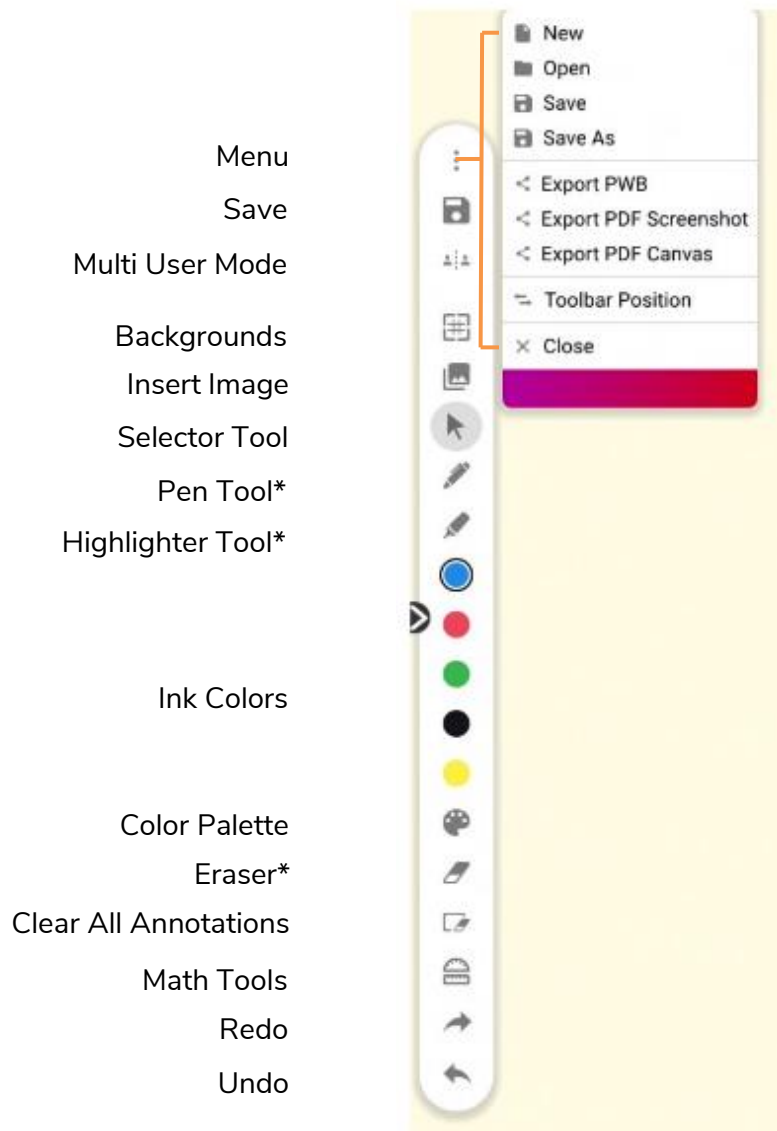 New
Open
Save
Save As
Export PWB
Export PDF Screenshot
Export PDF Canvas
Toolbar Position
Close
Menu
Save
Multi User Mode
Backgrounds
Insert Image
Selector Tool
Pen Tool*
Highlighter Tool*
Ink Colors
Color Palette
Eraser*
Clear All Annotations
Math Tools
Redo
Undo